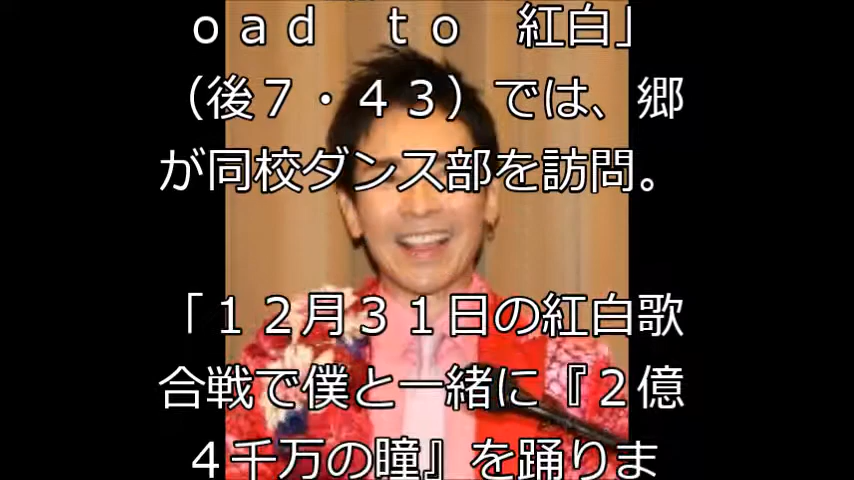 ｏａｄ　ｔｏ　紅白」
（後７・４３）では、郷
が同校ダンス部を訪問。
「１２月３１日の紅白歌
合戦で僕と一緒に『２億
４千万の瞳』を踊りま